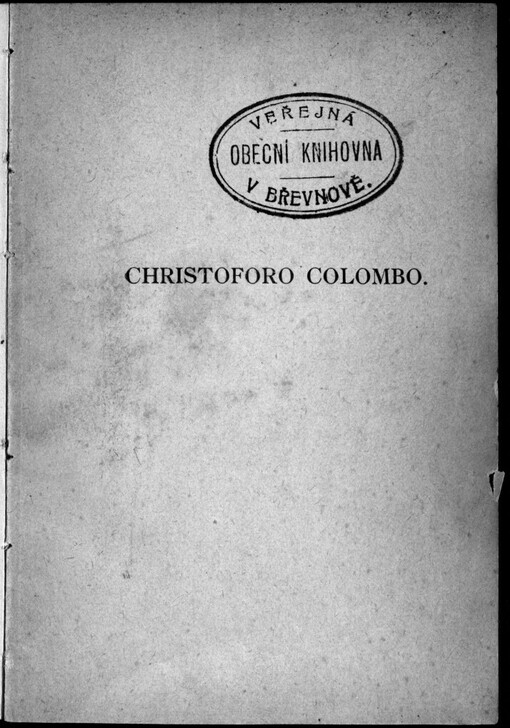 VEŘEJNÁ
OBECNÍ KNIHOVNA
V BŘEVNOVĚ.
CHRISTOFORO COLOMBO.